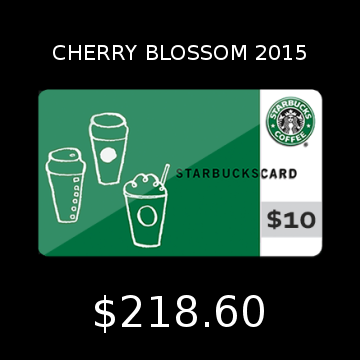 CHERRY BLOSSOM 2015
STARBUCKS
COFFEE
STARBUCKSCARD
$10
$218.60